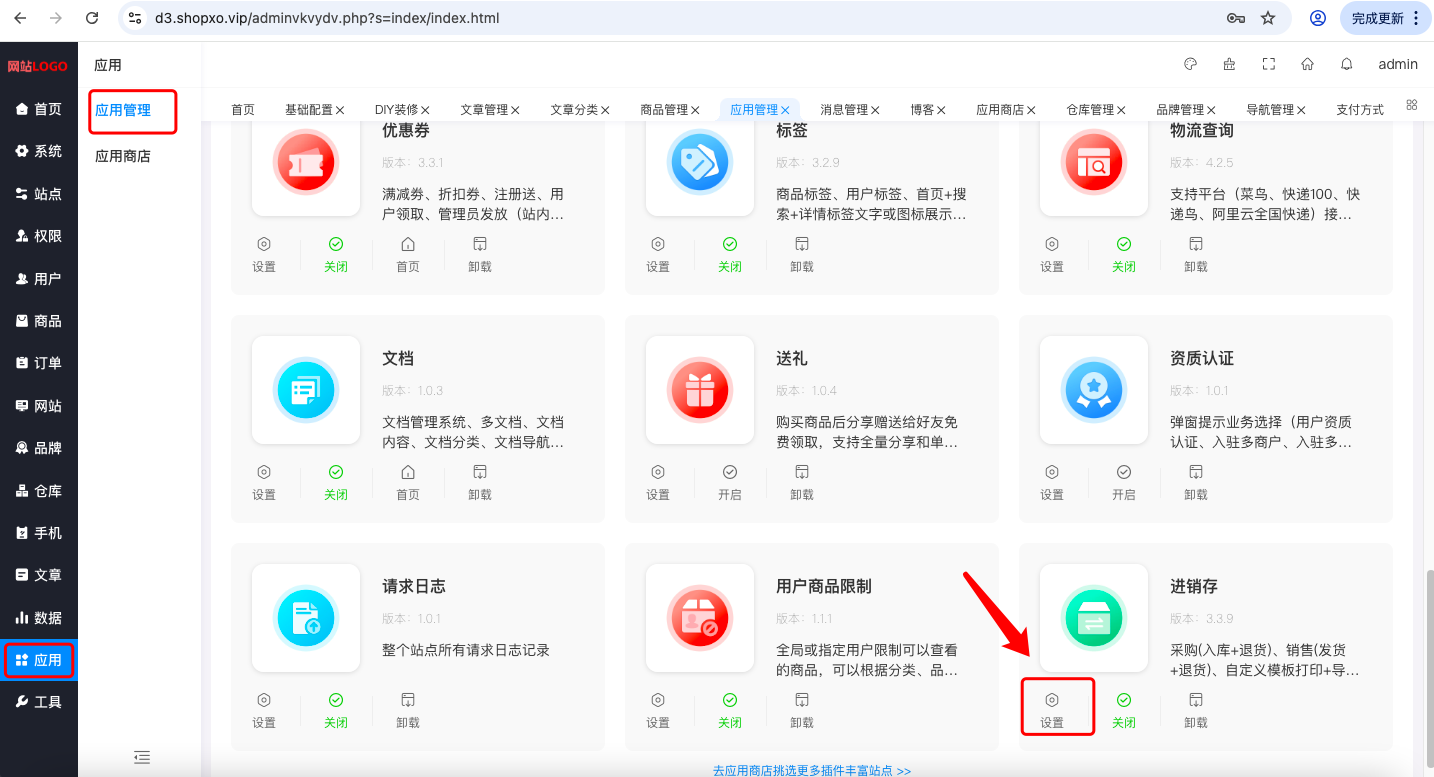 d3.shopxo.vip/adminvkvydv.php?s=index/index.html
完成更新
网站LOGO
首页
系统
站点
权限
用户
商品
订单
网站
品牌
仓库
手机
文章
数据
应用
工具
应用
应用管理
应用商店
admin
首页 基础配置 DIY装修 文章管理 文章分类 商品管理 应用管理 消息管理 博客 应用商店 仓库管理 品牌管理 导航管理 支付方式
优惠券
版本：3.3.1
满减劵、折扣券、注册送、用
户领取、管理员发放（站内...
设置 关闭 首页 卸载
标签
版本：3.2.9
商品标签、用户标签、首页+搜
索+详情标签文字或图标展示...
设置 关闭 卸载
物流查询
版本：4.2.5
支持平台（菜鸟、快递100、快
递鸟、阿里云全国快递）接...
设置 关闭 卸载
文档
版本：1.0.3
文档管理系统、多文档、文档
内容、文档分类、文档导航...
设置 关闭 首页 卸载
送礼
版本：1.0.4
购买商品后分享赠送给好友免
费领取，支持全量分享和单...
设置 开启 卸载
资质认证
版本：1.0.1
弹窗提示业务选择（用户资质
认证、入驻多商户、入驻多...
设置 开启 卸载
请求日志
版本：1.0.1
整个站点所有请求日志记录
设置 关闭 卸载
用户商品限制
版本：1.1.1
全局或指定用户限制可以查看
的商品，可以根据分类、品...
设置 关闭 卸载
进销存
版本：3.3.9
采购(入库+退货)、销售(发货
+退货)、自定义模板打印+导...
设置 关闭 卸载
去应用商店挑选更多插件丰富站点 >>